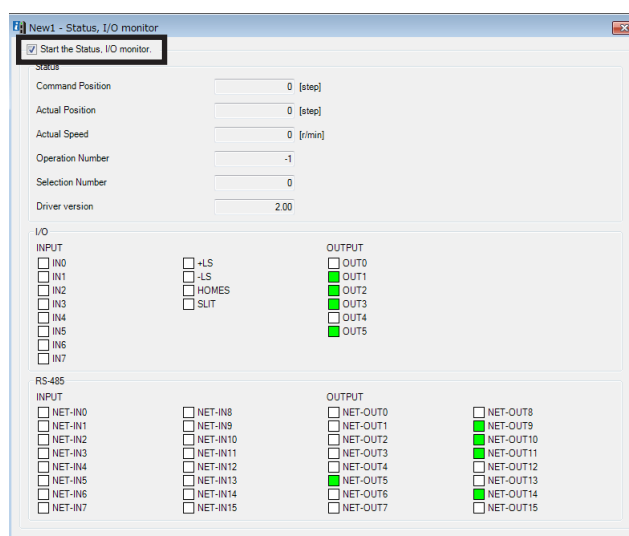 New1 - Status, I/O monitor
Start the Status, I/O monitor.
Status
Command Position 0 [step]
Actual Position 0 [step]
Actual Speed 0 [r/min]
Operation Number -1
Selection Number 0
Driver version 2.00
I/O
INPUT OUTPUT
IN0 +LS OUT0
IN1 -LS OUT1
IN2 HOMES OUT2
IN3 SLIT OUT3
IN4 OUT4
IN5 OUT5
IN6
IN7
RS-485
INPUT OUTPUT
NET-IN0 NET-IN8 NET-OUT0 NET-OUT8
NET-IN1 NET-IN9 NET-OUT1 NET-OUT9
NET-IN2 NET-IN10 NET-OUT2 NET-OUT10
NET-IN3 NET-IN11 NET-OUT3 NET-OUT11
NET-IN4 NET-IN12 NET-OUT4 NET-OUT12
NET-IN5 NET-IN13 NET-OUT5 NET-OUT13
NET-IN6 NET-IN14 NET-OUT6 NET-OUT14
NET-IN7 NET-IN15 NET-OUT7 NET-OUT15